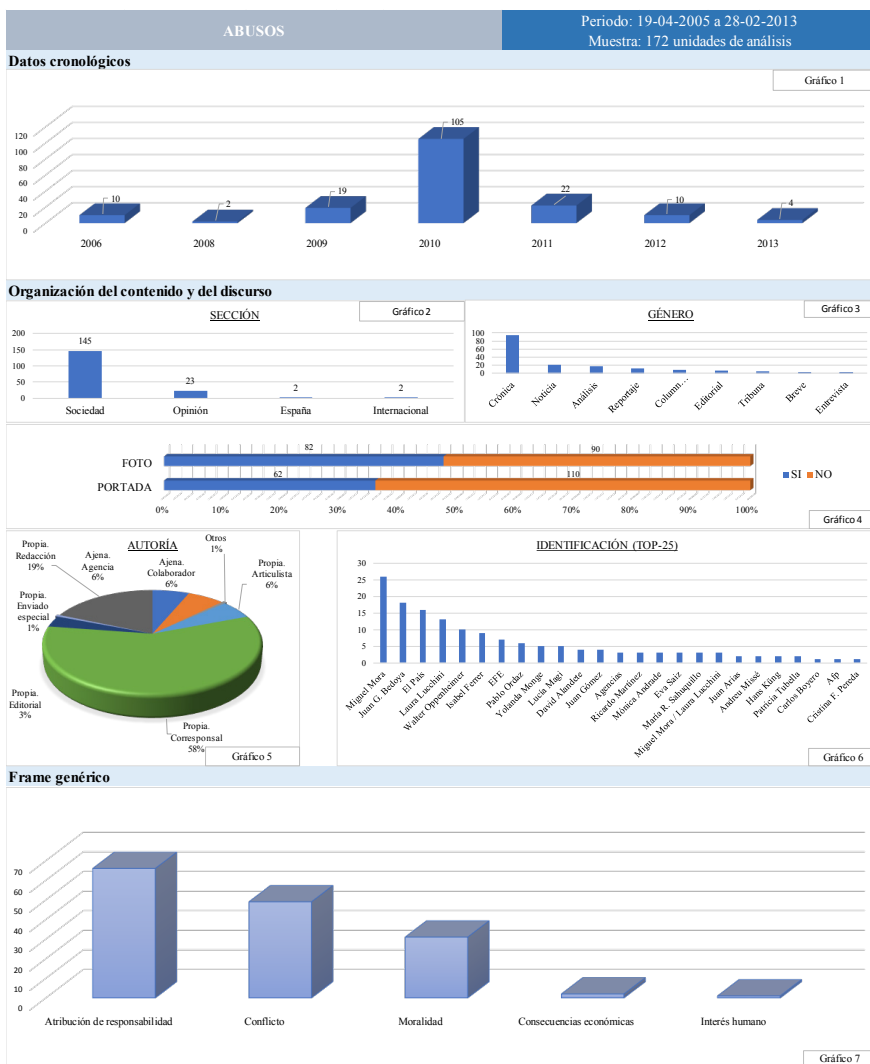 ABUSOS
Periodo: 19-04-2005 a 28-02-2013
Muestra: 172 unidades de análisis
Datos cronológicos
Gráfico 1
120
100
80
60
40
20
0
10
2
19
105
22
10
4
2006 2008 2009 2010 2011 2012 2013
Organización del contenido y del discurso
SECCIÓN
Gráfico 2
200
150
100
50
0
145
23
2
2
Sociedad Opinión España Internacional
GÉNERO
Gráfico 3
100
80
60
40
20
0
Crónica
Noticia
Análisis
Reportaje
Column...
Editorial
Tribuna
Breve
Entrevista
FOTO
82
90
PORTADA
62
110
SI NO
0% 10% 20% 30% 40% 50% 60% 70% 80% 90% 100%
Gráfico 4
AUTORÍA
Propia.
Redacción
19%
Ajena.
Agencia
6%
Ajena.
Colaborador
6%
Otros
1%
Propia.
Articulista
6%
Propia.
Enviado
especial
1%
Propia.
Editorial
3%
Propia.
Corresponsal
58%
Gráfico 5
IDENTIFICACIÓN (TOP-25)
30
25
20
15
10
5
0
Miguel Mora
Juan G. Bedoya
El País
Laura Lucchini
Walter Oppenheimer
Isabel Ferrer
EFE
Pablo Ordaz
Yolanda Monge
Lucía Magi
David Alandete
Juan Gómez
Agencias
Ricardo Martínez
Mónica Andrade
Eva Saiz
María R. Sahuquillo
Miguel Mora / Laura Lucchini
Juan Arias
Andreu Missé
Hans Küng
Patricia Tubella
Carlos Boyero
Afp
Cristina F. Pereda
Gráfico 6
Frame genérico
70
60
50
40
30
20
10
0
Atribución de responsabilidad Conflicto Moralidad Consecuencias económicas Interés humano
Gráfico 7